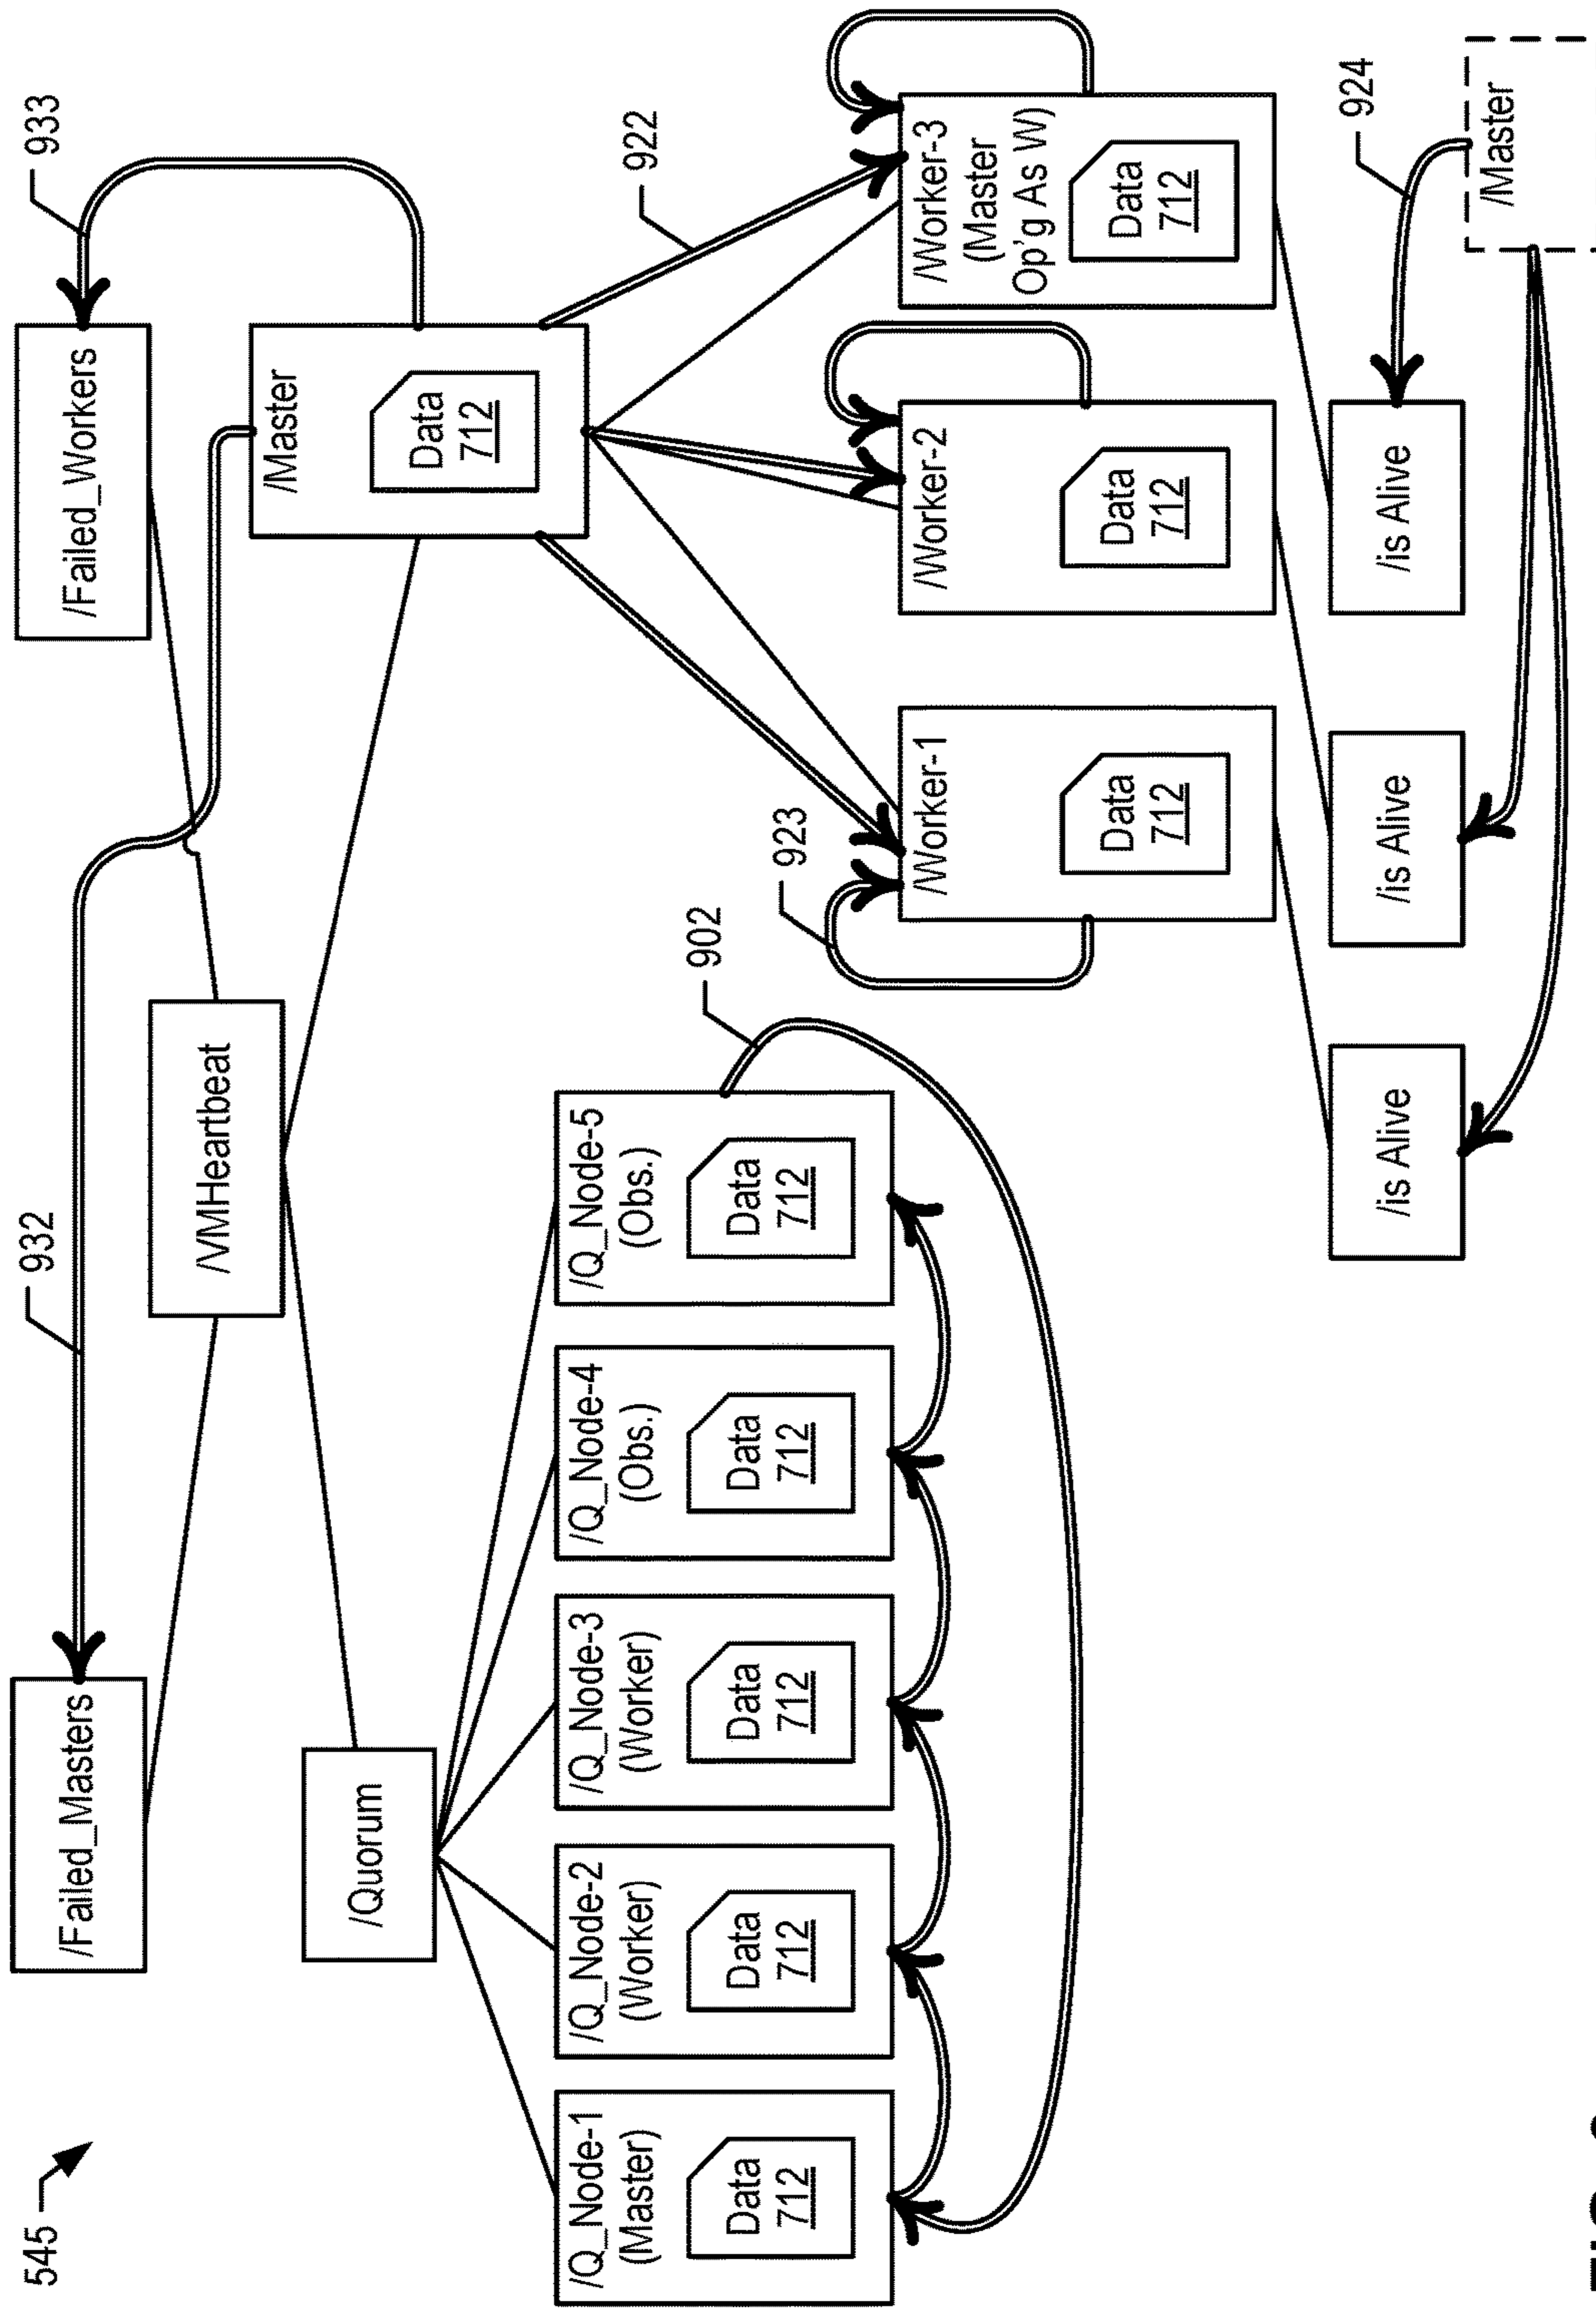 545
932
933
/Failed_Masters
/Failed_Workers
/VMHeartbeat
/Master
Data
712
/Quorum
/Q_Node-1
(Master)
Data
712
/Q_Node-2
(Worker)
Data
712
/Q_Node-3
(Worker)
Data
712
/Q_Node-4
(Obs.)
Data
712
/Q_Node-5
(Obs.)
Data
712
902
922
923
/Worker-1
Data
712
/Worker-2
Data
712
/Worker-3
(Master
Op'g As W)
Data
712
/is Alive
/is Alive
/is Alive
924
/Master